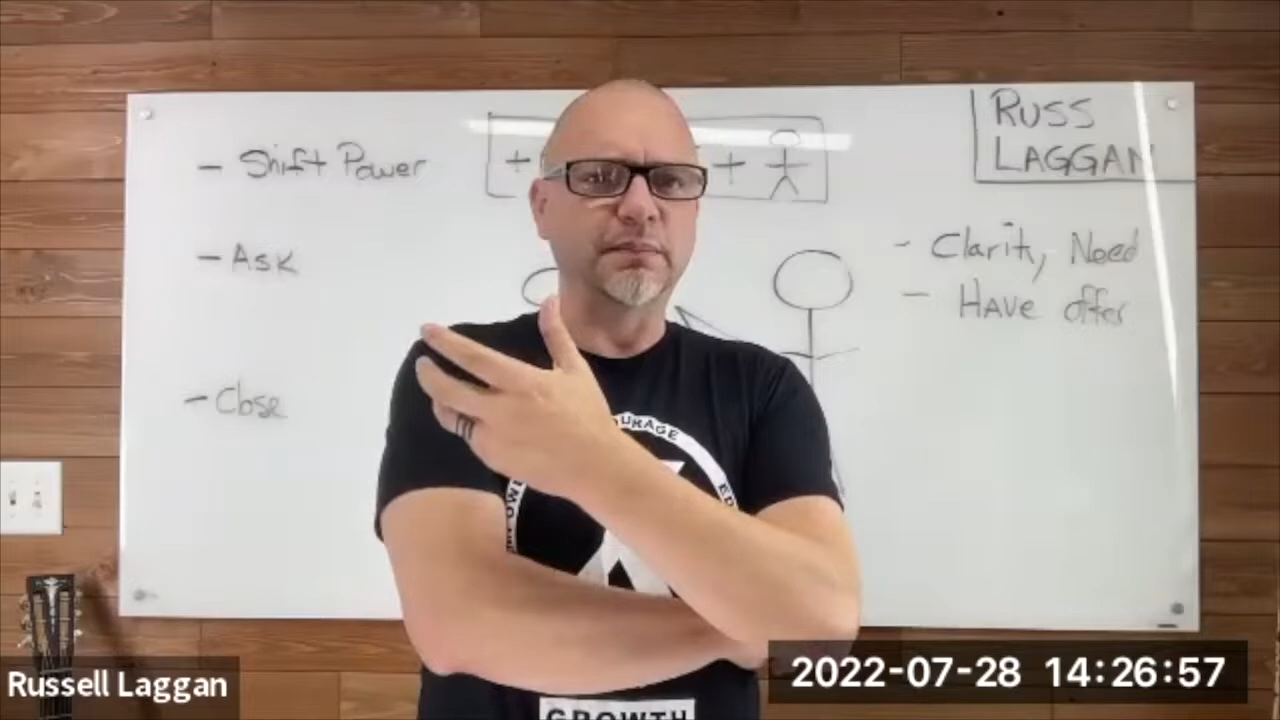 RUSS
LAGGAN
- Shift Power
- Ask
- Close
- Clarity, Need
- HAVE offer
GROWTH
Russell Laggan
2022-07-28 14:26:57